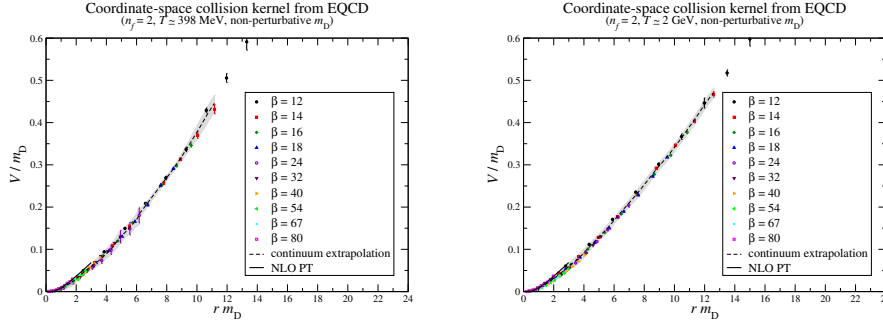 Coordinate-space collision kernel from EQCD
(n_f = 2, T ≃ 398 MeV, non-perturbative m_D)
V / m_D
0.6
0.5
0.4
0.3
0.2
0.1
0
β = 12
β = 14
β = 16
β = 18
β = 24
β = 32
β = 40
β = 54
β = 67
β = 80
continuum extrapolation
NLO PT
0 2 4 6 8 10 12 14 16 18 20 22 24
r m_D
Coordinate-space collision kernel from EQCD
(n_f = 2, T ≃ 2 GeV, non-perturbative m_D)
V / m_D
0.6
0.5
0.4
0.3
0.2
0.1
0
β = 12
β = 14
β = 16
β = 18
β = 24
β = 32
β = 40
β = 54
β = 67
β = 80
continuum extrapolation
NLO PT
0 2 4 6 8 10 12 14 16 18 20 22 24
r m_D